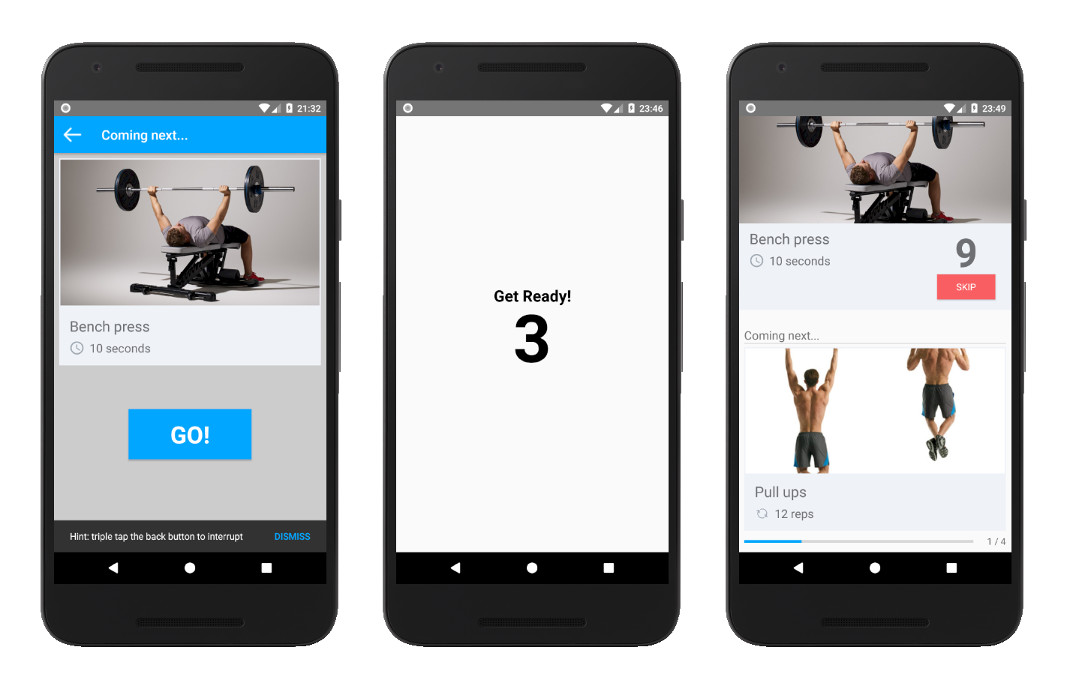 21:32
Coming next...
Bench press
10 seconds
GO!
Hint: triple tap the back button to interrupt DISMISS
23:46
Get Ready!
3
23:49
Bench press
10 seconds
9
SKIP
Coming next...
Pull ups
12 reps
1 / 4